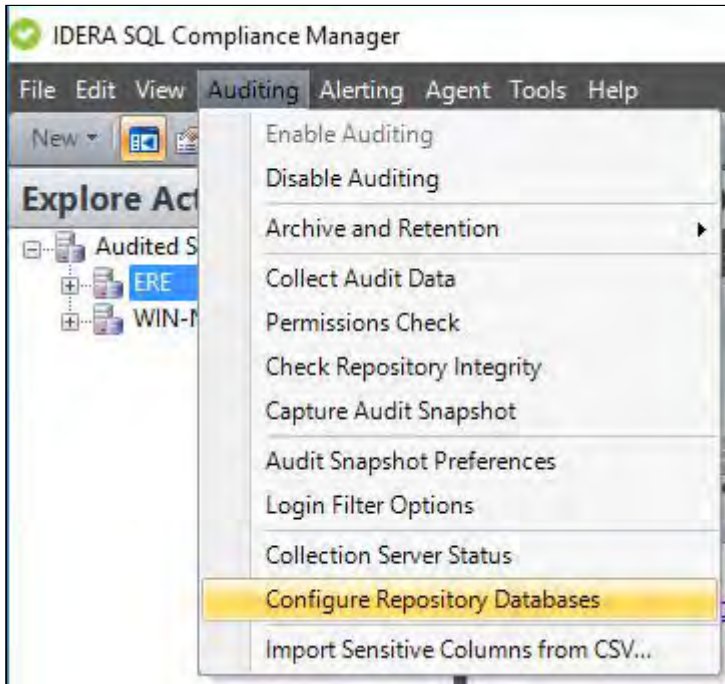 IDERA SQL Compliance Manager
File Edit View Auditing Alerting Agent Tools Help
New
Explore Act
Audited S
ERE
WIN-N
Enable Auditing
Disable Auditing
Archive and Retention
Collect Audit Data
Permissions Check
Check Repository Integrity
Capture Audit Snapshot
Audit Snapshot Preferences
Login Filter Options
Collection Server Status
Configure Repository Databases
Import Sensitive Columns from CSV...